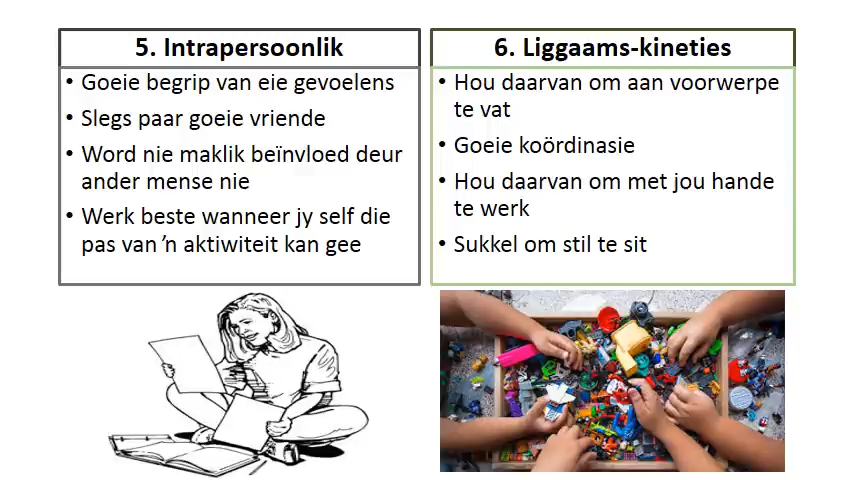 5. Intrapersoonlik
• Goeie begrip van eie gevoelens
• Slegs paar goeie vriende
• Word nie maklik beïnvloed deur
ander mense nie
• Werk beste wanneer jy self die
pas van 'n aktiwiteit kan gee
6. Liggaams-kineties
• Hou daarvan om aan voorwerpe
te vat
• Goeie koördinasie
• Hou daarvan om met jou hande
te werk
• Sukkel om stil te sit